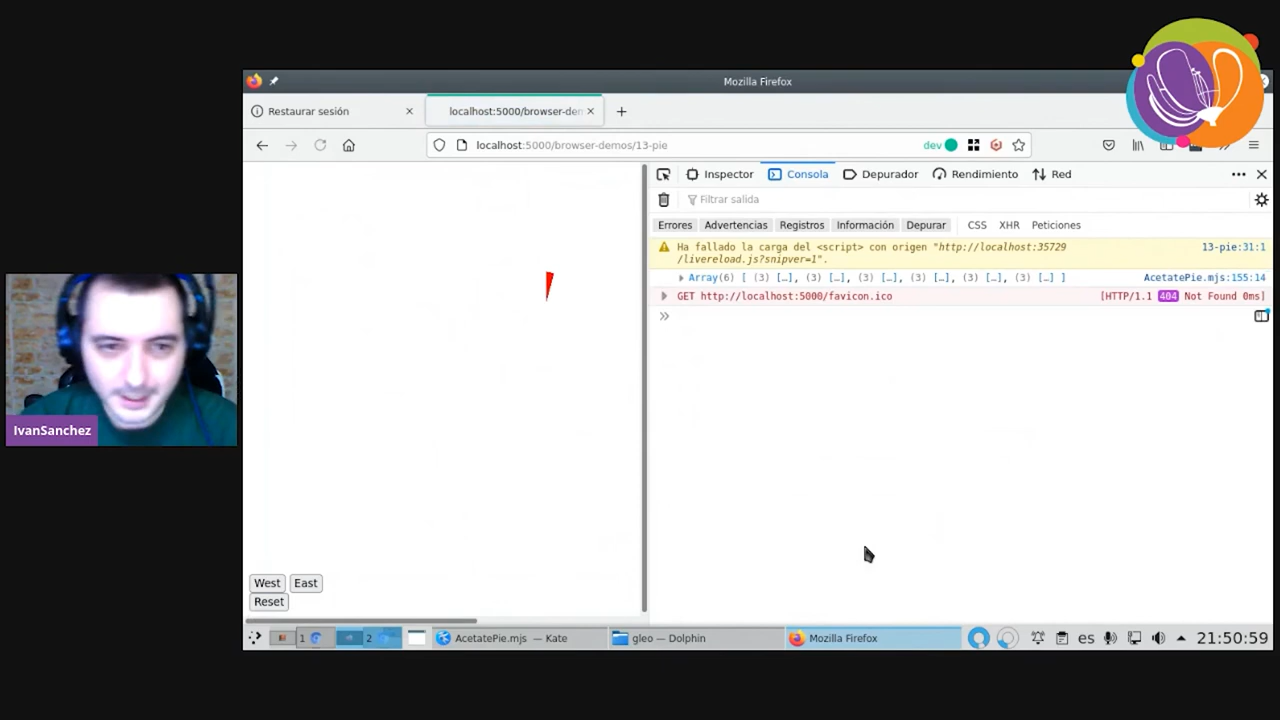 Mozilla Firefox
Restaurar sesión
localhost:5000/browser-den
localhost:5000/browser-demos/13-pie
dev
Inspector
Consola
Depurador
Rendimiento
Red
Filtrar salida
Errores
Advertencias
Registros
Información
Depurar
CSS
XHR
Peticiones
Ha fallado la carga del <script> con origen "http://localhost:35729
/livereload.js?snipver=1".
13-pie:31:1
Array(6) [ (3) […], (3) […], (3) […], (3) […], (3) […], (3) […] ]
AcetatePie.mjs:155:14
GET http://localhost:5000/favicon.ico
[HTTP/1.1 404 Not Found 0ms]
IvanSanchez
West
East
Reset
1
2
AcetatePie.mjs — Kate
gleo — Dolphin
Mozilla Firefox
es
21:50:59